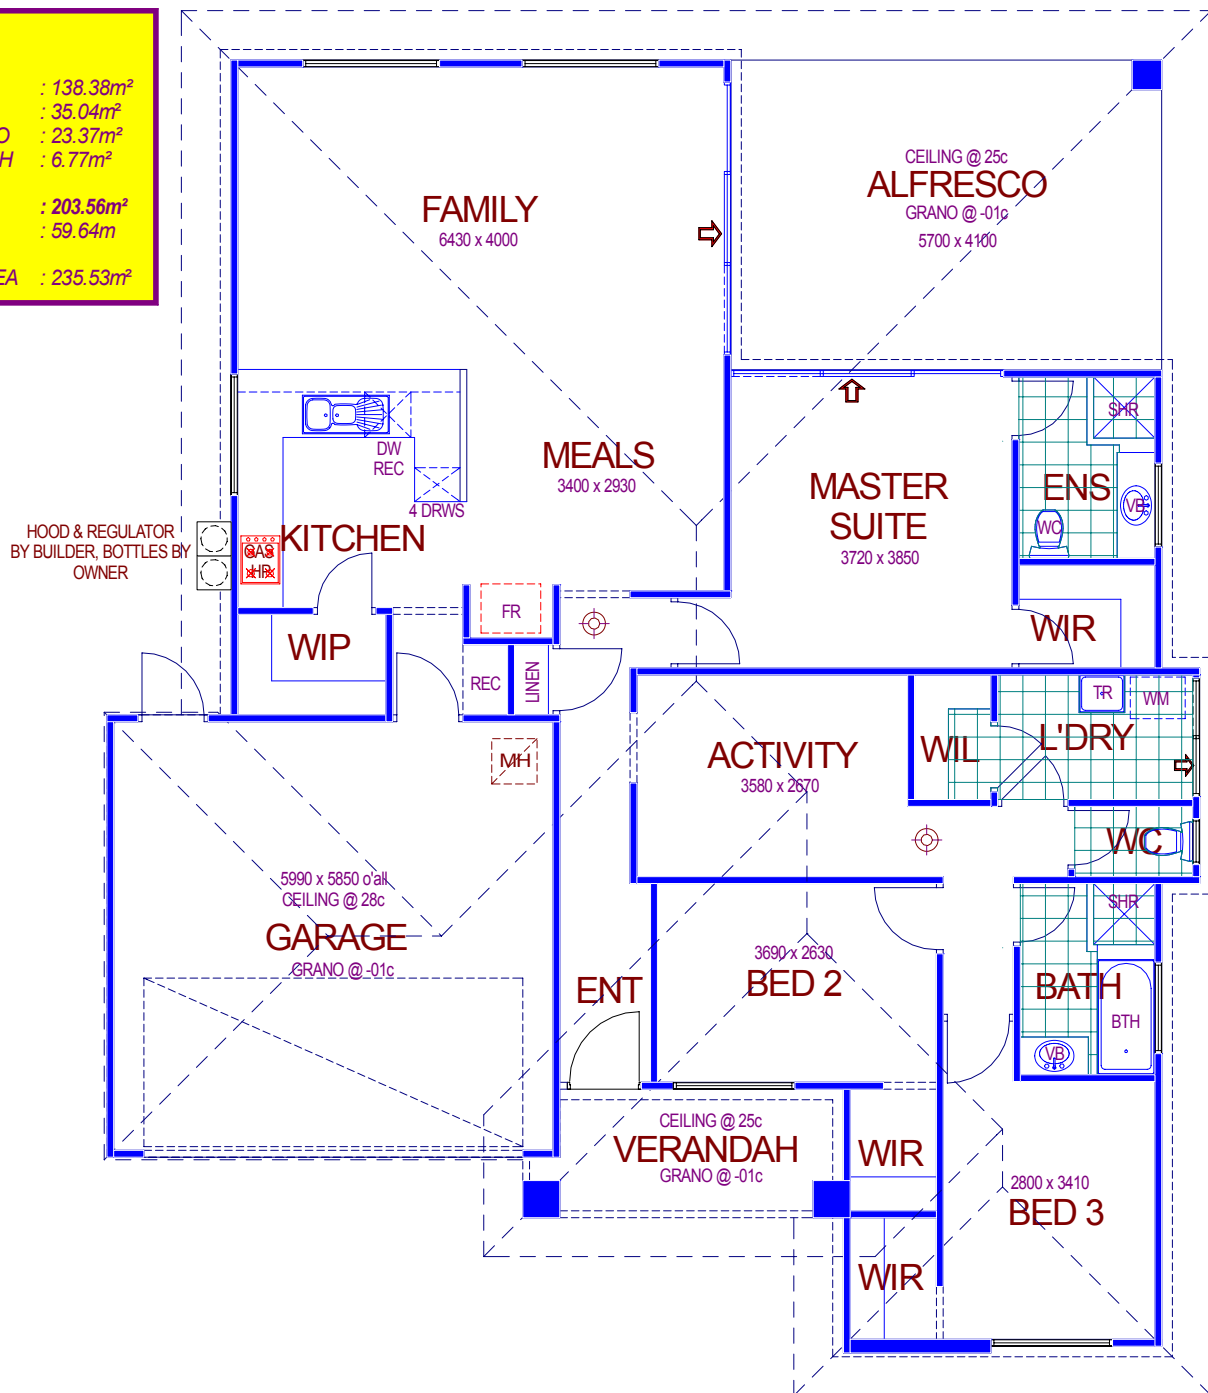 : 138.38m²
: 35.04m²
O : 23.37m²
H : 6.77m²
: 203.56m²
: 59.64m
EA : 235.53m²
CEILING @ 25c
ALFRESCO
GRANO @ -01c
5700 x 4100
FAMILY
6430 x 4000
DW
REC
4 DRWS
MEALS
3400 x 2930
MASTER
SUITE
3720 x 3850
SHR
ENS
VB
WC
HOOD & REGULATOR
BY BUILDER, BOTTLES BY
OWNER
KITCHEN
GAS
HP
FR
WIP
WIR
REC
LINEN
TR
WM
MH
ACTIVITY
3580 x 2670
WIL
L'DRY
WC
5990 x 5850 o'all
CEILING @ 28c
GARAGE
GRANO @ -01c
SHR
3690 x 2630
BED 2
ENT
BATH
BTH
VB
CEILING @ 25c
VERANDAH
GRANO @ -01c
WIR
2800 x 3410
BED 3
WIR